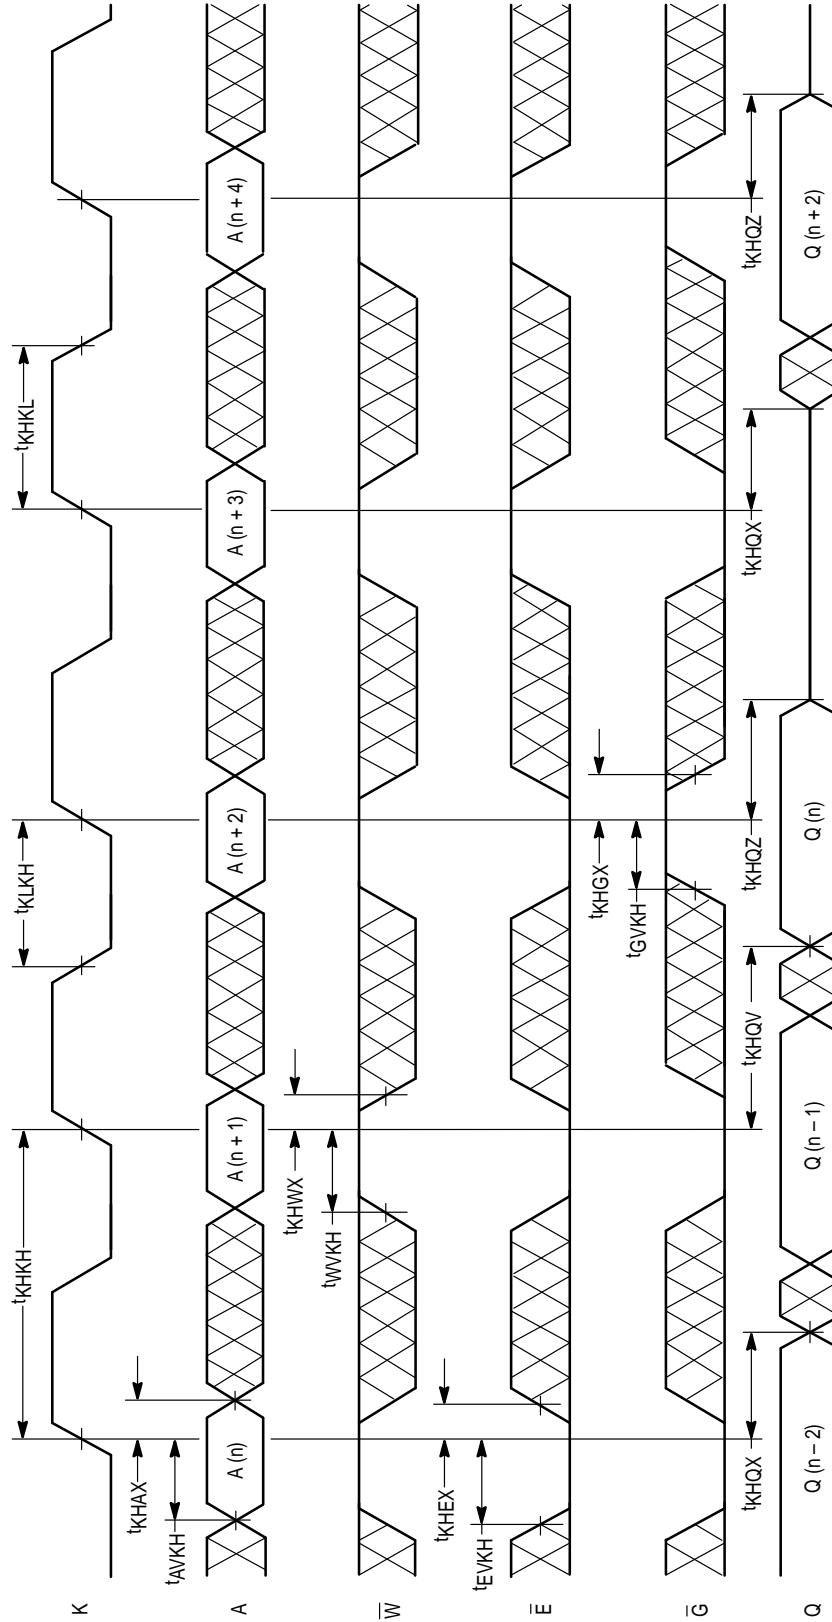 K
tKHKH
tKLKH
tKHKL
A
tKHAX
tAVKH
A (n)
A (n + 1)
A (n + 2)
A (n + 3)
A (n + 4)
W̅
tKHWX
tWVKH
E̅
tKHEX
tEVKH
G̅
tKHGX
tGVKH
Q
tKHQX
tKHQV
tKHQZ
tKHQX
tKHQZ
Q (n – 2)
Q (n – 1)
Q (n)
Q (n + 2)